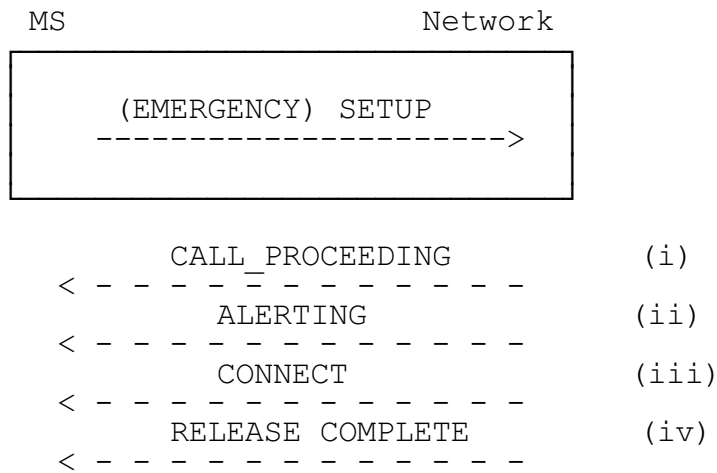 MS Network
(EMERGENCY) SETUP
---------------------->
CALL_PROCEEDING (i)
< - - - - - - - - - - - -
ALERTING (ii)
< - - - - - - - - - - - -
CONNECT (iii)
< - - - - - - - - - - - -
RELEASE COMPLETE (iv)
< - - - - - - - - - - - -